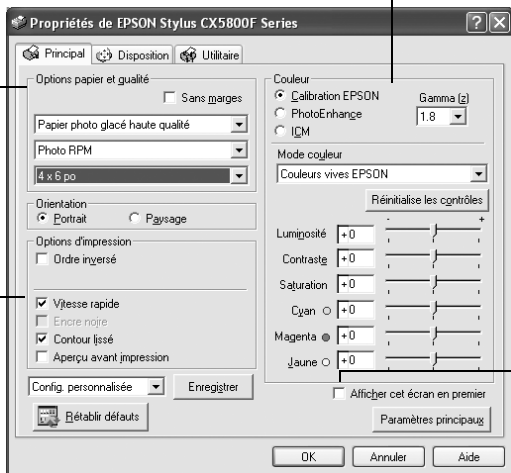 Propriétés de EPSON Stylus CX5800F Series
Principal
Disposition
Utilitaire
Options papier et qualité
Sans marges
Papier photo glacé haute qualité
Photo RPM
4 x 6 po
Orientation
Portrait
Paysage
Options d'impression
Ordre inversé
Vitesse rapide
Encre noire
Contour lissé
Aperçu avant impression
Config. personnalisée
Enregistrer
Rétablir défauts
Couleur
Calibration EPSON
PhotoEnhance
ICM
Gamma (z)
1.8
Mode couleur
Couleurs vives EPSON
Réinitialise les contrôles
- +
Luminosité +0
Contraste +0
Saturation +0
Cyan +0
Magenta +0
Jaune +0
Afficher cet écran en premier
Paramètres principaux
OK
Annuler
Aide